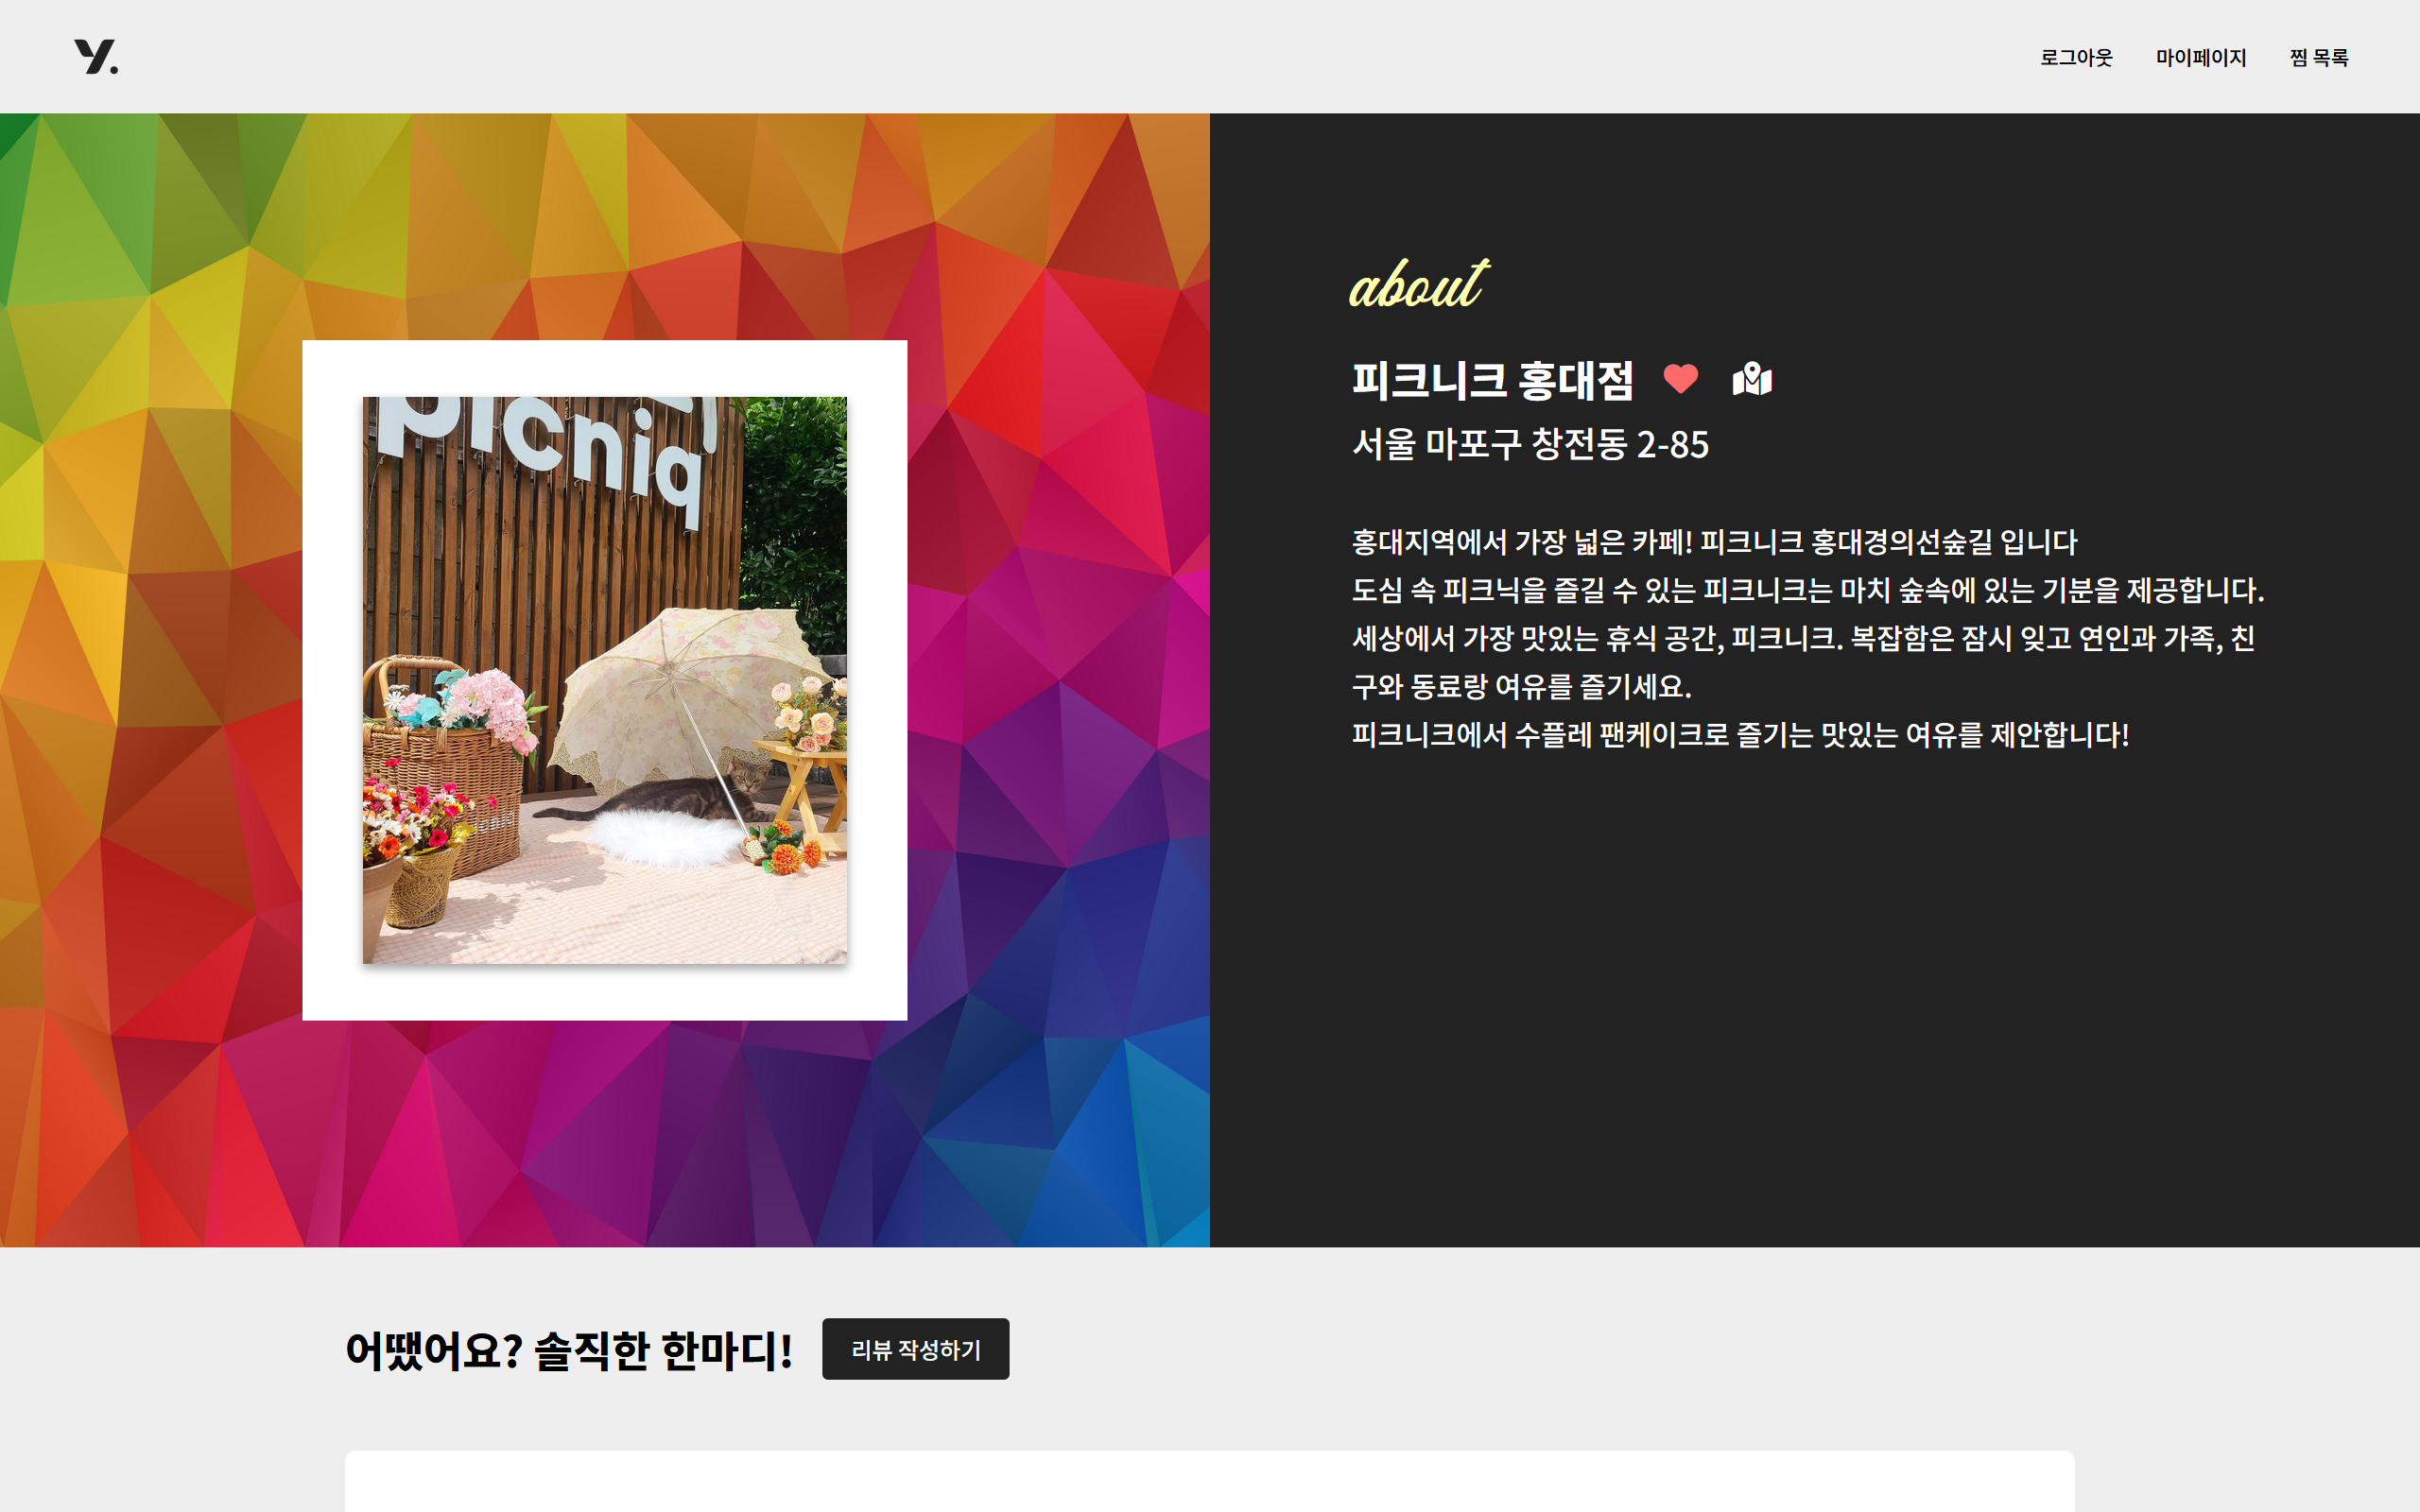 y.
로그아웃 마이페이지 찜 목록
picniq
about
피크니크 홍대점
서울 마포구 창전동 2-85
홍대지역에서 가장 넓은 카페! 피크니크 홍대경의선숲길 입니다
도심 속 피크닉을 즐길 수 있는 피크니크는 마치 숲속에 있는 기분을 제공합니다.
세상에서 가장 맛있는 휴식 공간, 피크니크. 복잡함은 잠시 잊고 연인과 가족, 친
구와 동료랑 여유를 즐기세요.
피크니크에서 수플레 팬케이크로 즐기는 맛있는 여유를 제안합니다!
어땠어요? 솔직한 한마디!
리뷰 작성하기